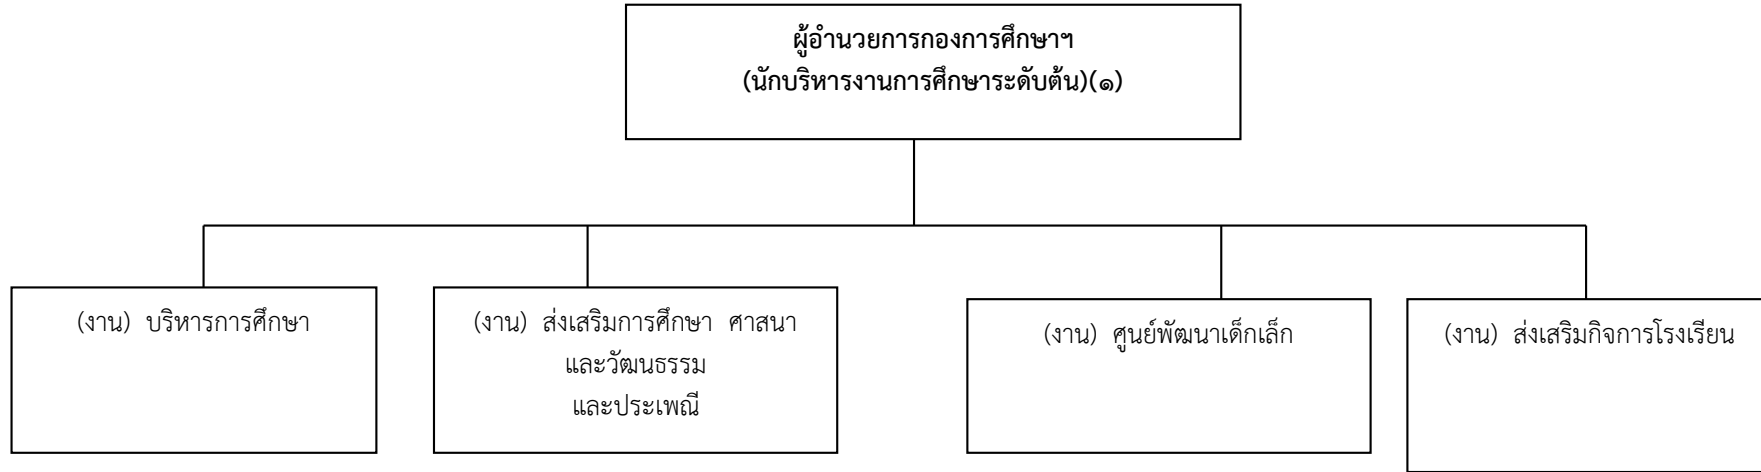 ผู้อำนวยการกองการศึกษาฯ
(นักบริหารงานการศึกษาระดับต้น)(๑)
(งาน) บริหารการศึกษา
(งาน) ส่งเสริมการศึกษา ศาสนา
และวัฒนธรรม
และประเพณี
(งาน) ศูนย์พัฒนาเด็กเล็ก
(งาน) ส่งเสริมกิจการโรงเรียน